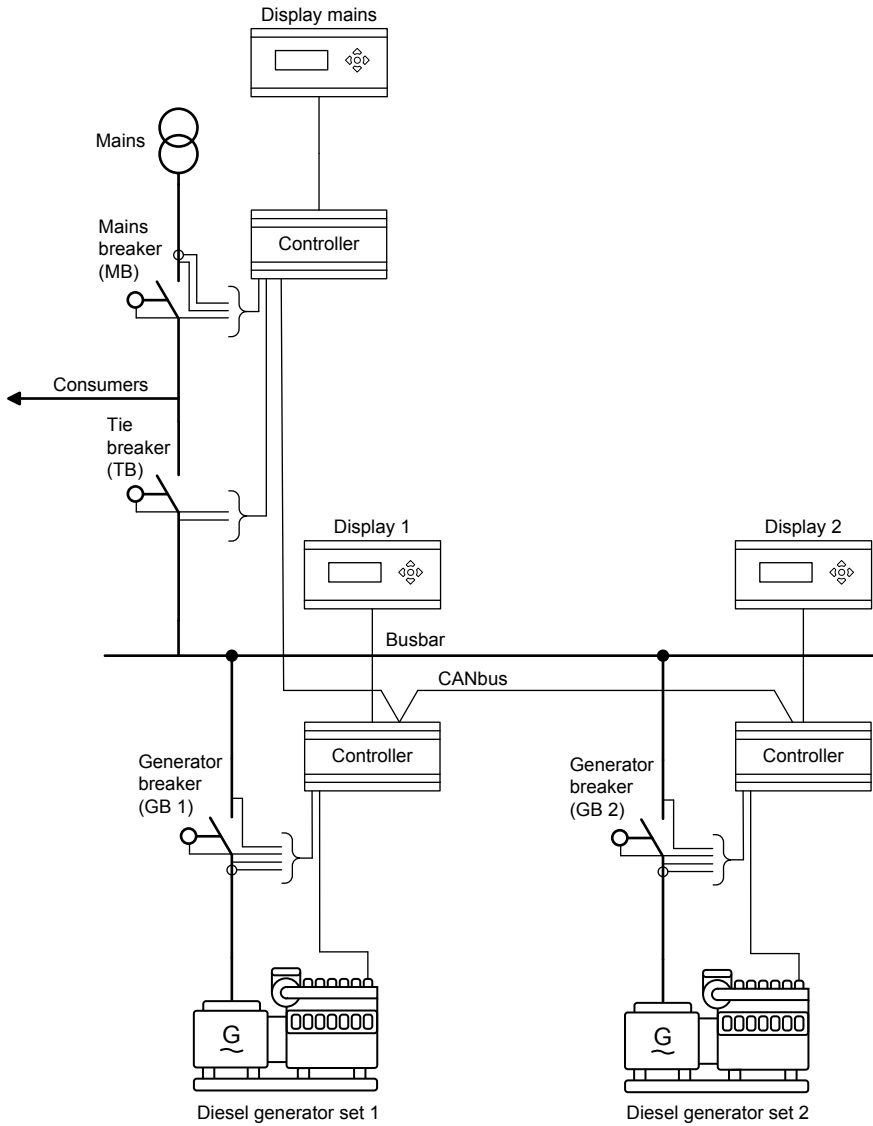 Display mains
Mains
Mains
breaker
(MB)
Controller
Consumers
Tie
breaker
(TB)
Display 1
Display 2
Busbar
CANbus
Generator
breaker
(GB 1)
Controller
Generator
breaker
(GB 2)
Controller
G
G
Diesel generator set 1
Diesel generator set 2